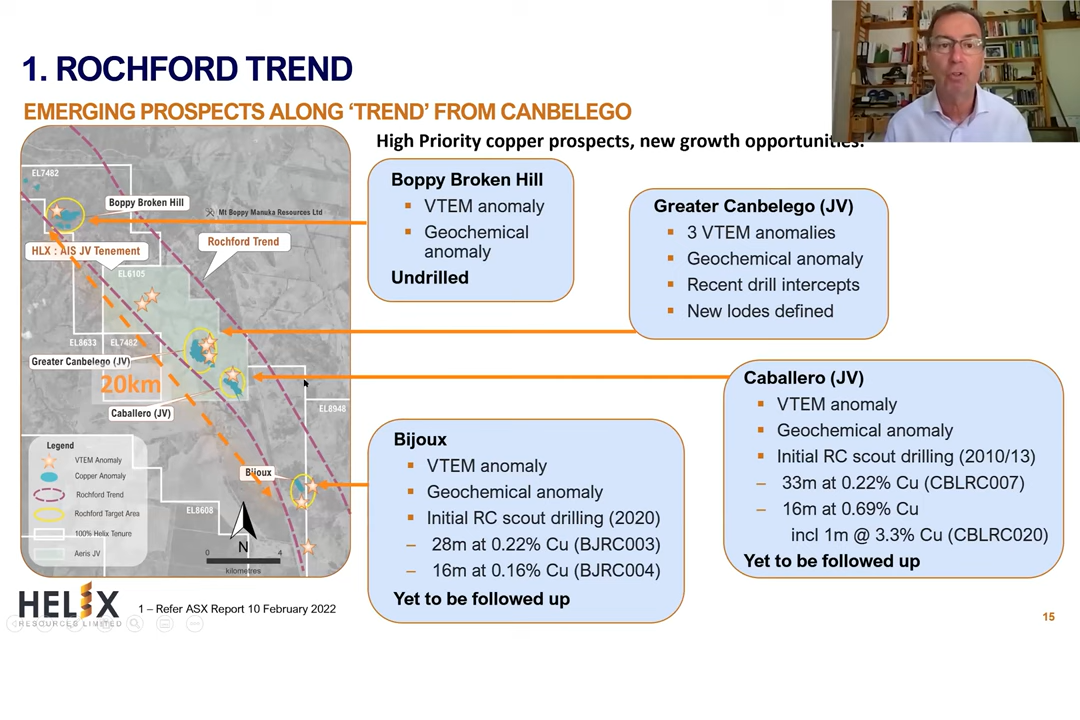 1. ROCHFORD TREND
EMERGING PROSPECTS ALONG ‘TREND’ FROM CANBELEGO
High Priority copper prospects, new growth opportunities.
EL7482
Boppy Broken Hill
Mt Boppy Manuka Resources Ltd
HLX : AIS JV Tenement
Rochford Trend
EL6105
EL8633
EL7482
Greater Canbelego (JV)
20km
Caballero (JV)
EL8948
Bijoux
EL8608
Legend
VTEM Anomaly
Copper Anomaly
Rochford Trend
Rochford Target Area
100% Helix Tenure
Aeris JV
N
0 4
kilometres
Boppy Broken Hill
▪ VTEM anomaly
▪ Geochemical
anomaly
Undrilled
Greater Canbelego (JV)
▪ 3 VTEM anomalies
▪ Geochemical anomaly
▪ Recent drill intercepts
▪ New lodes defined
Caballero (JV)
▪ VTEM anomaly
▪ Geochemical anomaly
▪ Initial RC scout drilling (2010/13)
– 33m at 0.22% Cu (CBLRC007)
– 16m at 0.69% Cu
incl 1m @ 3.3% Cu (CBLRC020)
Yet to be followed up
Bijoux
▪ VTEM anomaly
▪ Geochemical anomaly
▪ Initial RC scout drilling (2020)
– 28m at 0.22% Cu (BJRC003)
– 16m at 0.16% Cu (BJRC004)
Yet to be followed up
HELIX
RESOURCES LIMITED
1 – Refer ASX Report 10 February 2022
15